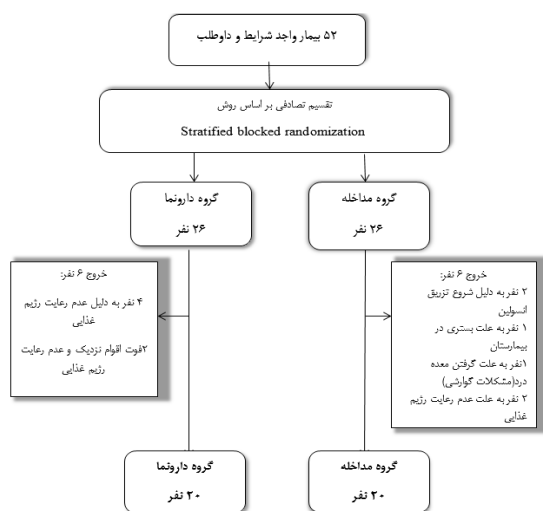 ۵۲ بیمار واجد شرایط و داوطلب
تقسیم تصادفی بر اساس روش
Stratified blocked randomization
گروه مداخله
۲۶ نفر
گروه دارونما
۲۶ نفر
خروج ۶ نفر:
۲ نفر به دلیل شروع تزریق
انسولین
۱ نفر به علت بستری در
بیمارستان
۱نفر به علت گرفتن معده
درد(مشکلات گوارشی)
۲ نفر به علت عدم رعایت رژیم
غذایی
خروج ۶ نفر:
۴ نفر به دلیل عدم رعایت رژیم
غذایی
۲فوت اقوام نزدیک و عدم رعایت
رژیم غذایی
گروه مداخله
۲۰ نفر
گروه دارونما
۲۰ نفر